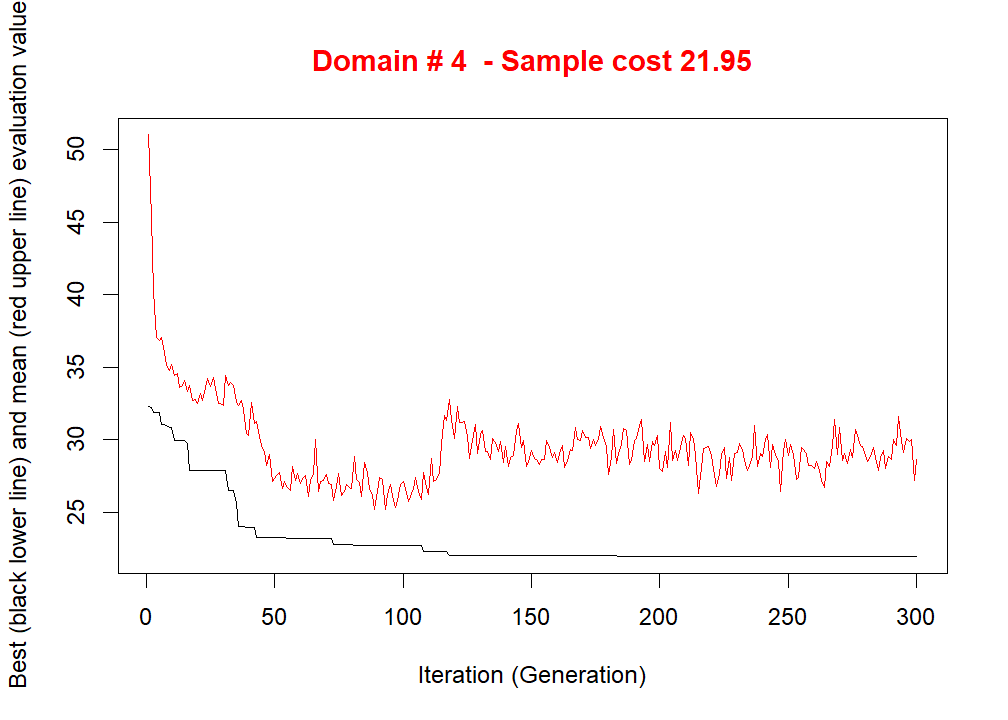 Domain # 4  - Sample cost 21.95
Best (black lower line) and mean (red upper line) evaluation value
50
45
40
35
30
25
0 50 100 150 200 250 300
Iteration (Generation)